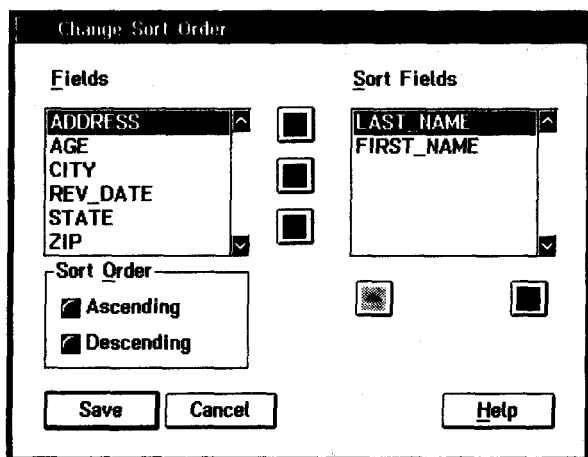 Change Sort Order
Fields
Sort Fields
ADDRESS
AGE
CITY
REV_DATE
STATE
ZIP
LAST_NAME
FIRST_NAME
Sort Order
Ascending
Descending
Save
Cancel
Help